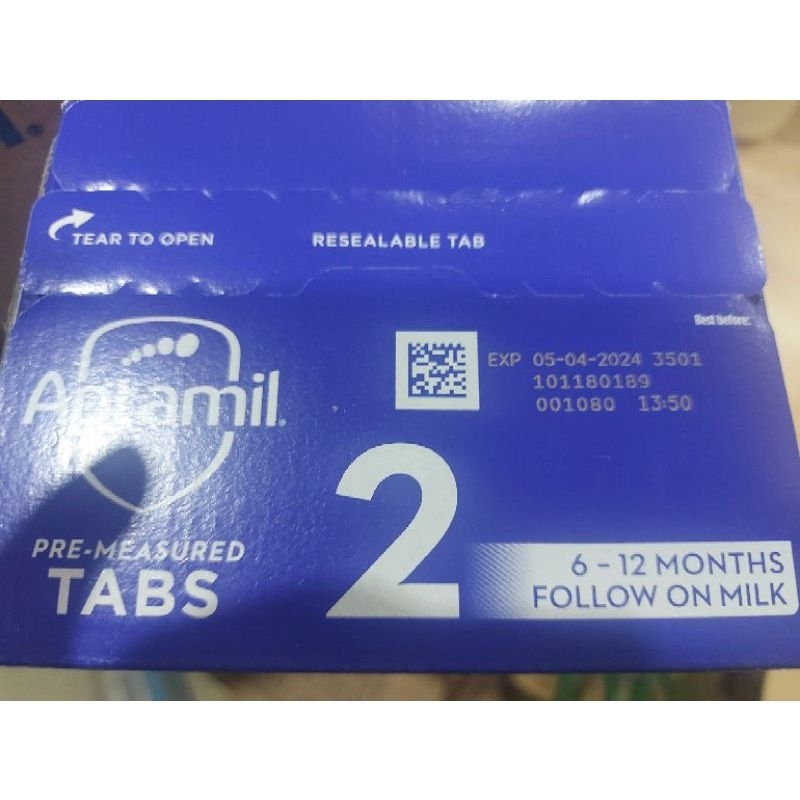 TEAR TO OPEN
RESEALABLE TAB
Best before:
EXP 05-04-2024 3501
101180189
001080 13:50
Aptamil
2
PRE-MEASURED
TABS
6 – 12 MONTHS
FOLLOW ON MILK